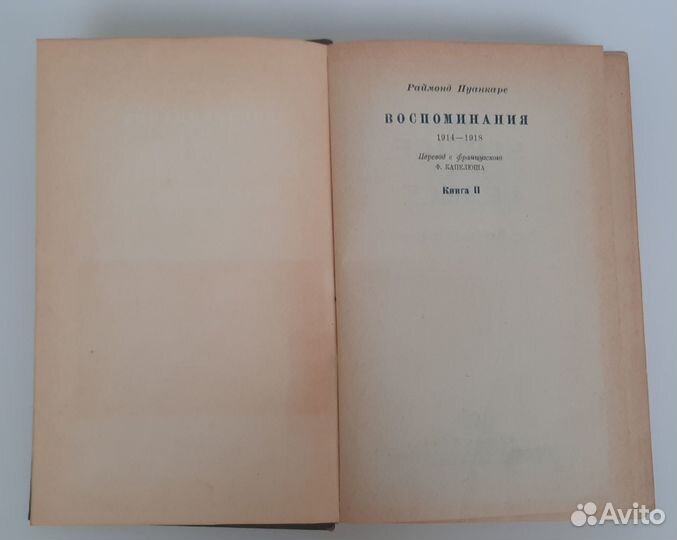 Раймонд Пуанкаре
ВОСПОМИНАНИЯ
1914—1918
Перевод с французского
Ф. КАПЕЛЮША
Книга II
Avito